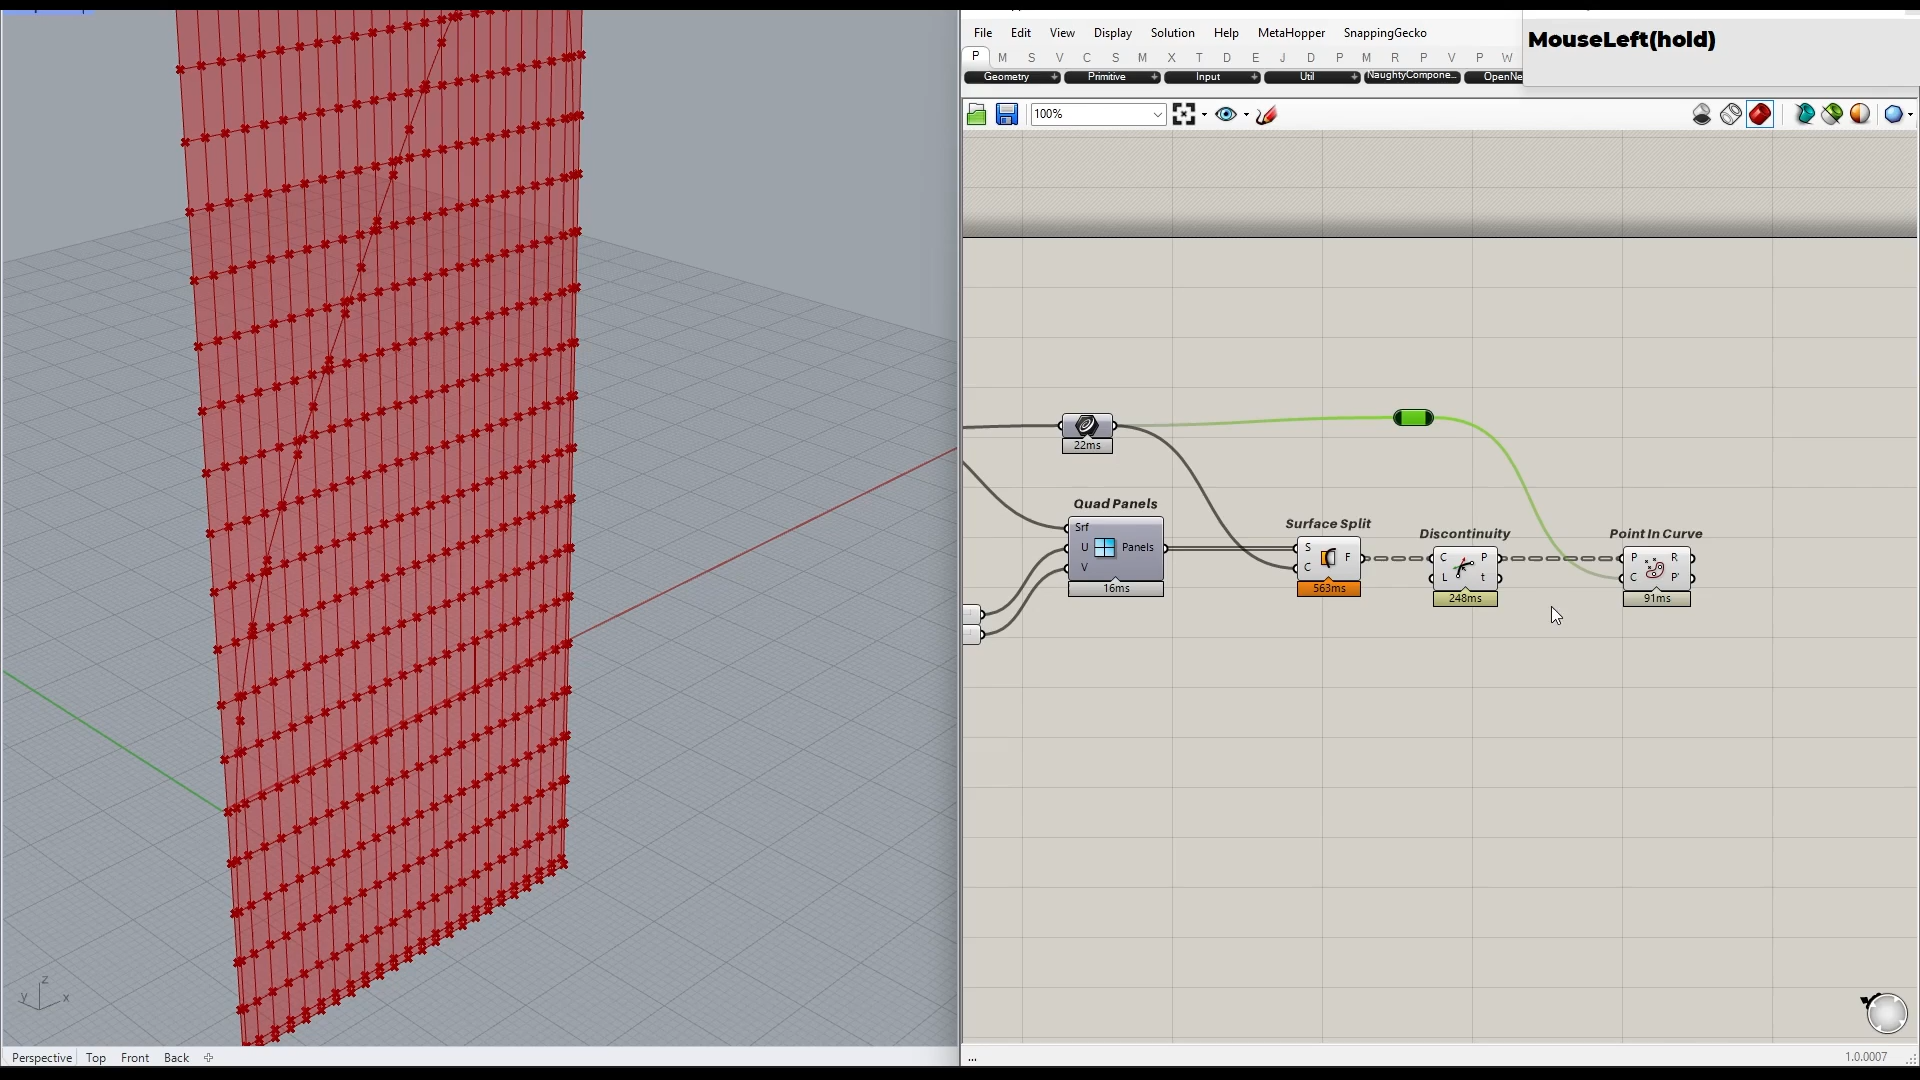 MouseLeft(hold)
File Edit View Display Solution Help MetaHopper SnappingGecko
P M S V C S M X T D E J D P M R P V P W
Geometry Primitive Input Util NaughtyCompone... OpenNe
100%
22ms
Quad Panels
Srf
U Panels
V
16ms
Surface Split
S F
C
563ms
Discontinuity
C P
L t
248ms
Point In Curve
P R
C P'
91ms
z
y x
Perspective Top Front Back
...
1.0.0007